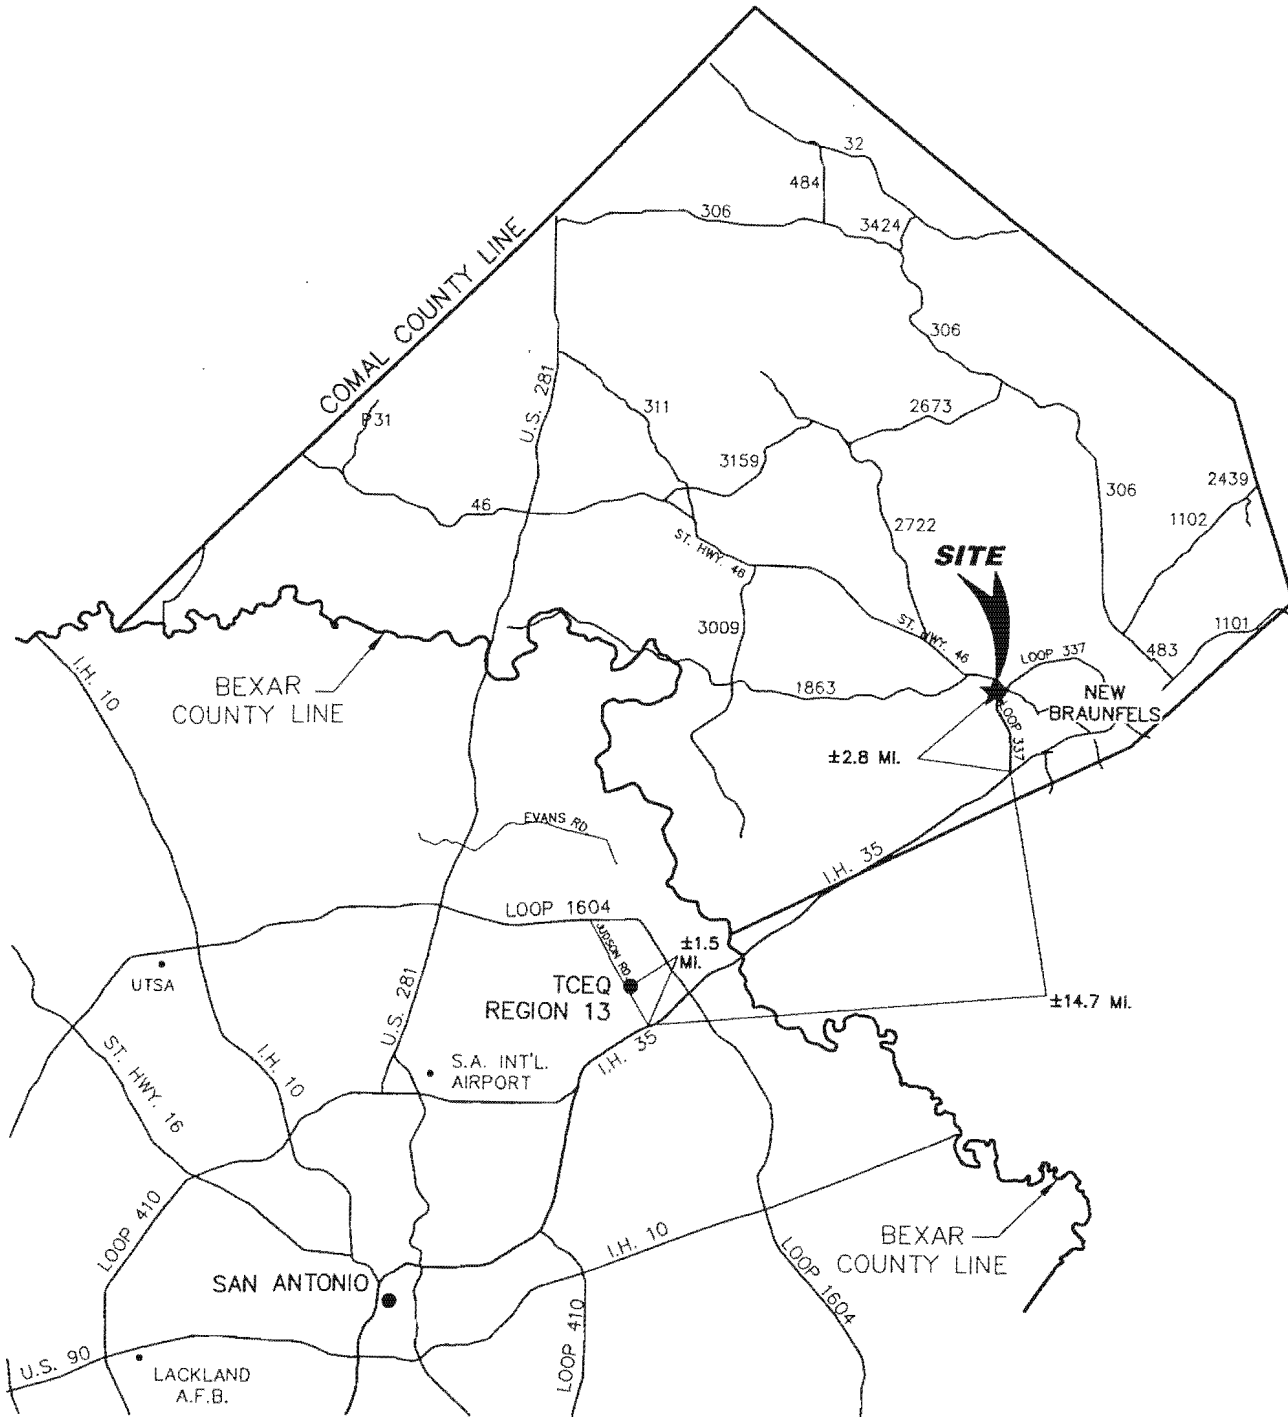 32
484
306
3424
COMAL COUNTY LINE
306
U.S. 281
P31
311
2673
3159
46
306
2439
1102
2722
ST. HWY. 46
SITE
3009
ST. HWY. 46
1101
483
LOOP 337
I.H. 10
BEXAR
COUNTY LINE
1863
NEW
BRAUNFELS
LOOP 337
±2.8 MI.
EVANS RD
I.H. 35
LOOP 1604
JUDSON RD.
±1.5
MI.
UTSA
TCEQ
REGION 13
±14.7 MI.
U.S. 281
I.H. 35
ST. HWY. 16
I.H. 10
S.A. INT'L.
AIRPORT
LOOP 410
I.H. 10
BEXAR
COUNTY LINE
SAN ANTONIO
LOOP 1604
LOOP 410
U.S. 90
LACKLAND
A.F.B.